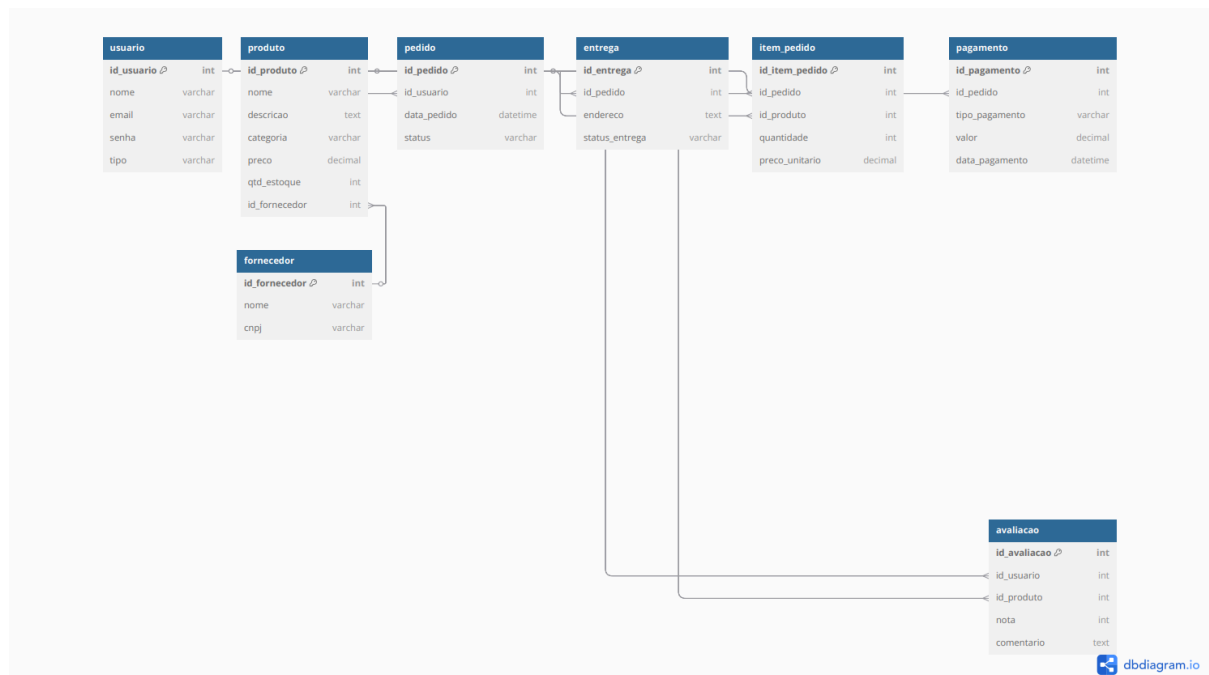 usuario
id_usuario int
nome varchar
email varchar
senha varchar
tipo varchar
produto
id_produto int
nome varchar
descricao text
categoria varchar
preco decimal
qtd_estoque int
id_fornecedor int
pedido
id_pedido int
id_usuario int
data_pedido datetime
status varchar
entrega
id_entrega int
id_pedido int
endereco text
status_entrega varchar
item_pedido
id_item_pedido int
id_pedido int
id_produto int
quantidade int
preco_unitario decimal
pagamento
id_pagamento int
id_pedido int
tipo_pagamento varchar
valor decimal
data_pagamento datetime
fornecedor
id_fornecedor int
nome varchar
cnpj varchar
avaliacao
id_avaliacao int
id_usuario int
id_produto int
nota int
comentario text
dbdiagram.io